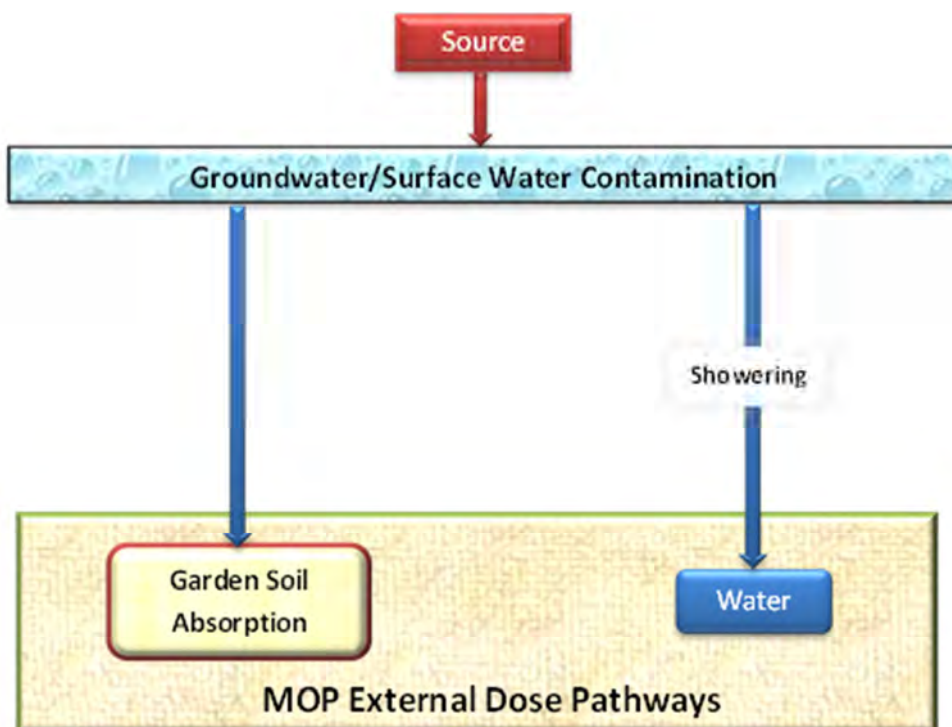 Source
Groundwater/Surface Water Contamination
Showering
Garden Soil
Absorption
Water
MOP External Dose Pathways